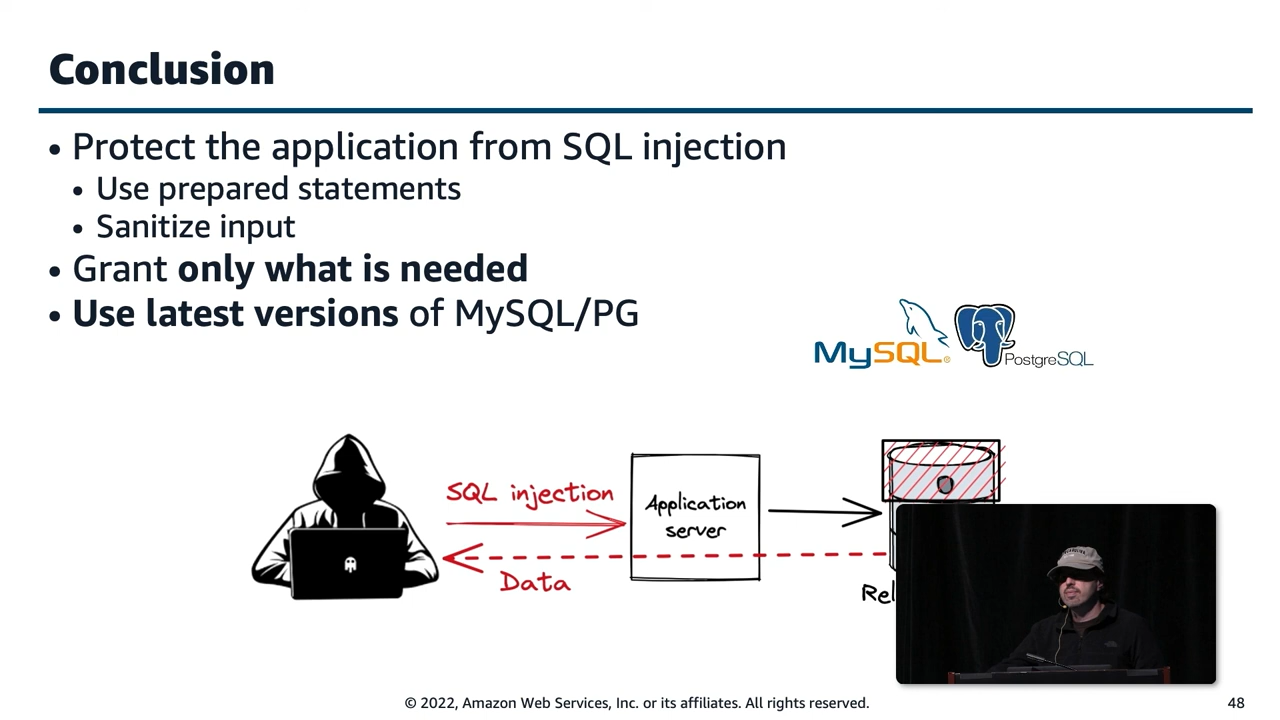 Conclusion
• Protect the application from SQL injection
• Use prepared statements
• Sanitize input
• Grant only what is needed
• Use latest versions of MySQL/PG
MySQL®
PostgreSQL
SQL injection
Application
server
Data
Rel
© 2022, Amazon Web Services, Inc. or its affiliates. All rights reserved.
48